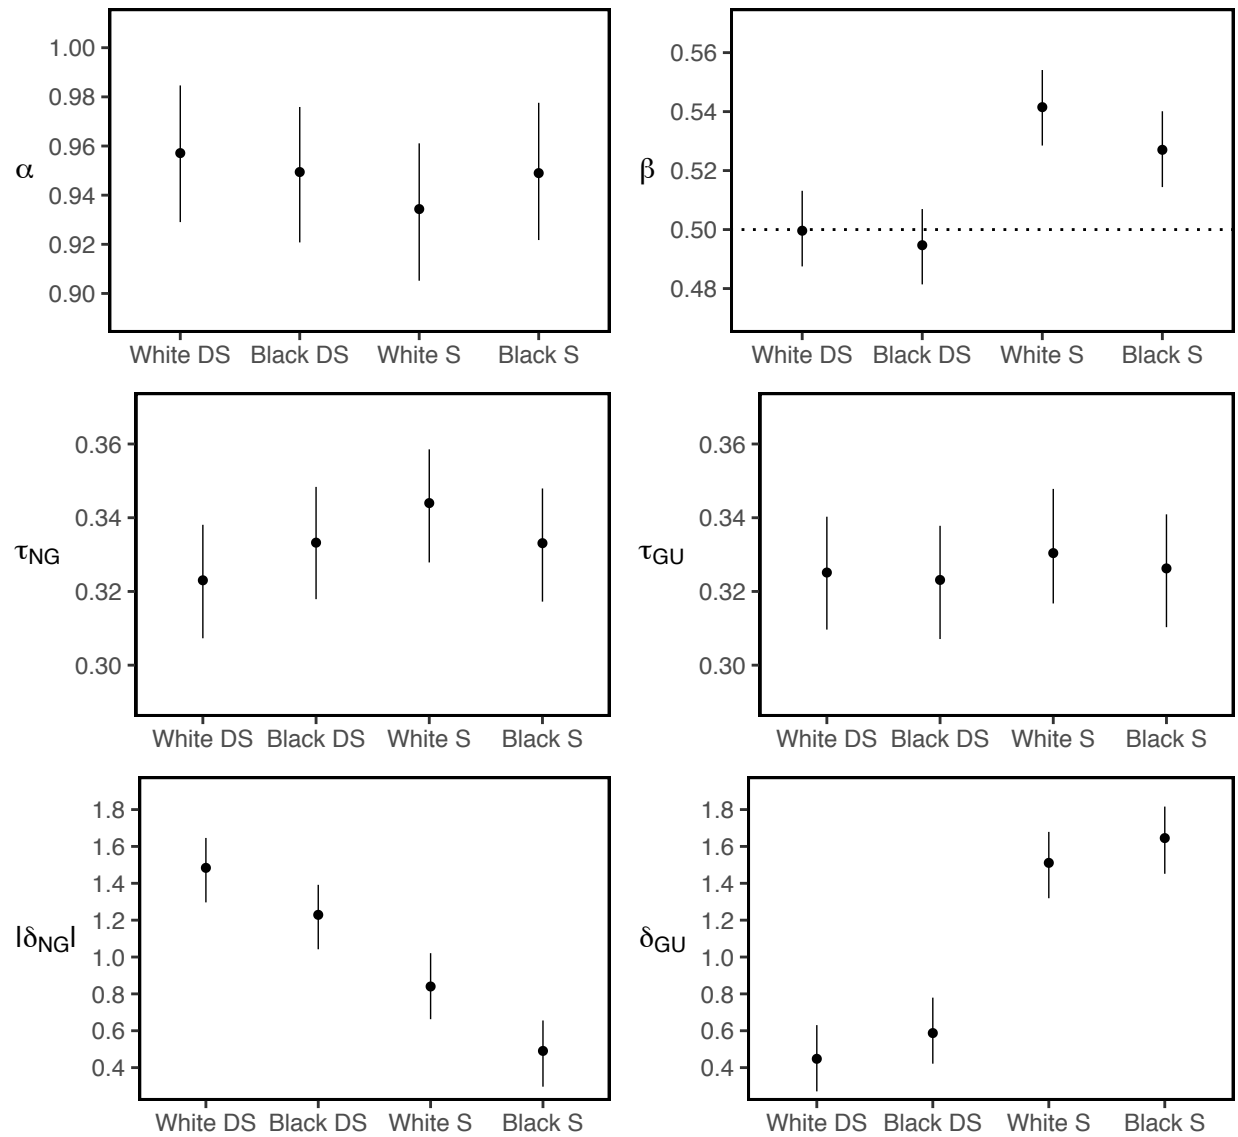 α
1.00
0.98
0.96
0.94
0.92
0.90
White DS Black DS White S Black S
β
0.56
0.54
0.52
0.50
0.48
White DS Black DS White S Black S
τNG
0.36
0.34
0.32
0.30
White DS Black DS White S Black S
τGU
0.36
0.34
0.32
0.30
White DS Black DS White S Black S
|δNG|
1.8
1.6
1.4
1.2
1.0
0.8
0.6
0.4
White DS Black DS White S Black S
δGU
1.8
1.6
1.4
1.2
1.0
0.8
0.6
0.4
White DS Black DS White S Black S